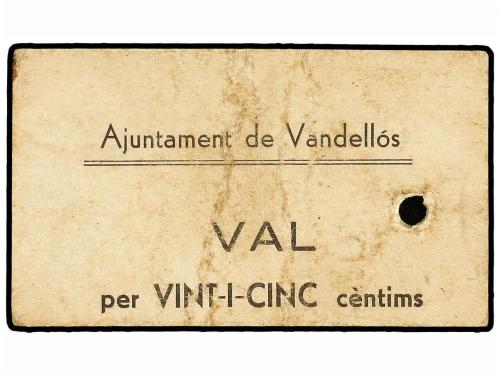 Ajuntament de Vandellós
VAL
per VINT-I-CINC cèntims